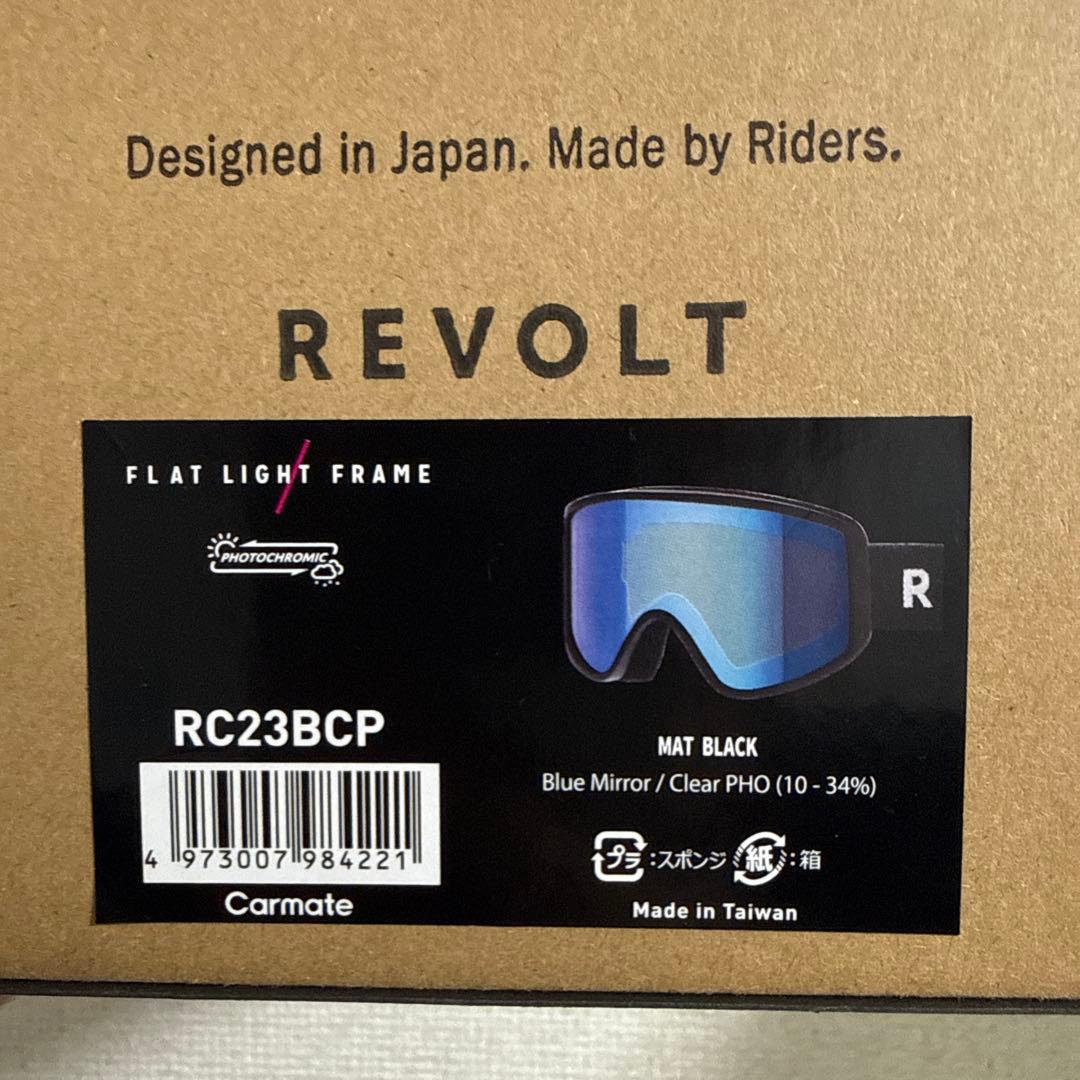 Designed in Japan. Made by Riders.
REVOLT
FLAT LIGHT FRAME
PHOTOCHROMIC
R
RC23BCP
4 973007 984221
Carmate
MAT BLACK
Blue Mirror / Clear PHO (10 - 34%)
プラ:スポンジ 紙:箱
Made in Taiwan